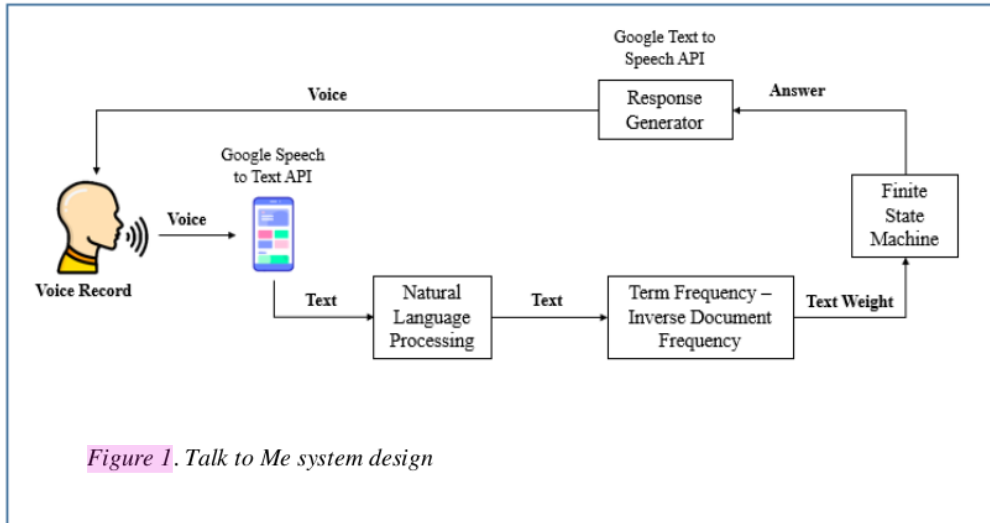 Google Text to
Speech API
Voice
Response
Generator
Answer
Google Speech
to Text API
Finite
State
Machine
Voice
Voice Record
Text
Natural
Language
Processing
Text
Term Frequency –
Inverse Document
Frequency
Text Weight
Figure 1. Talk to Me system design